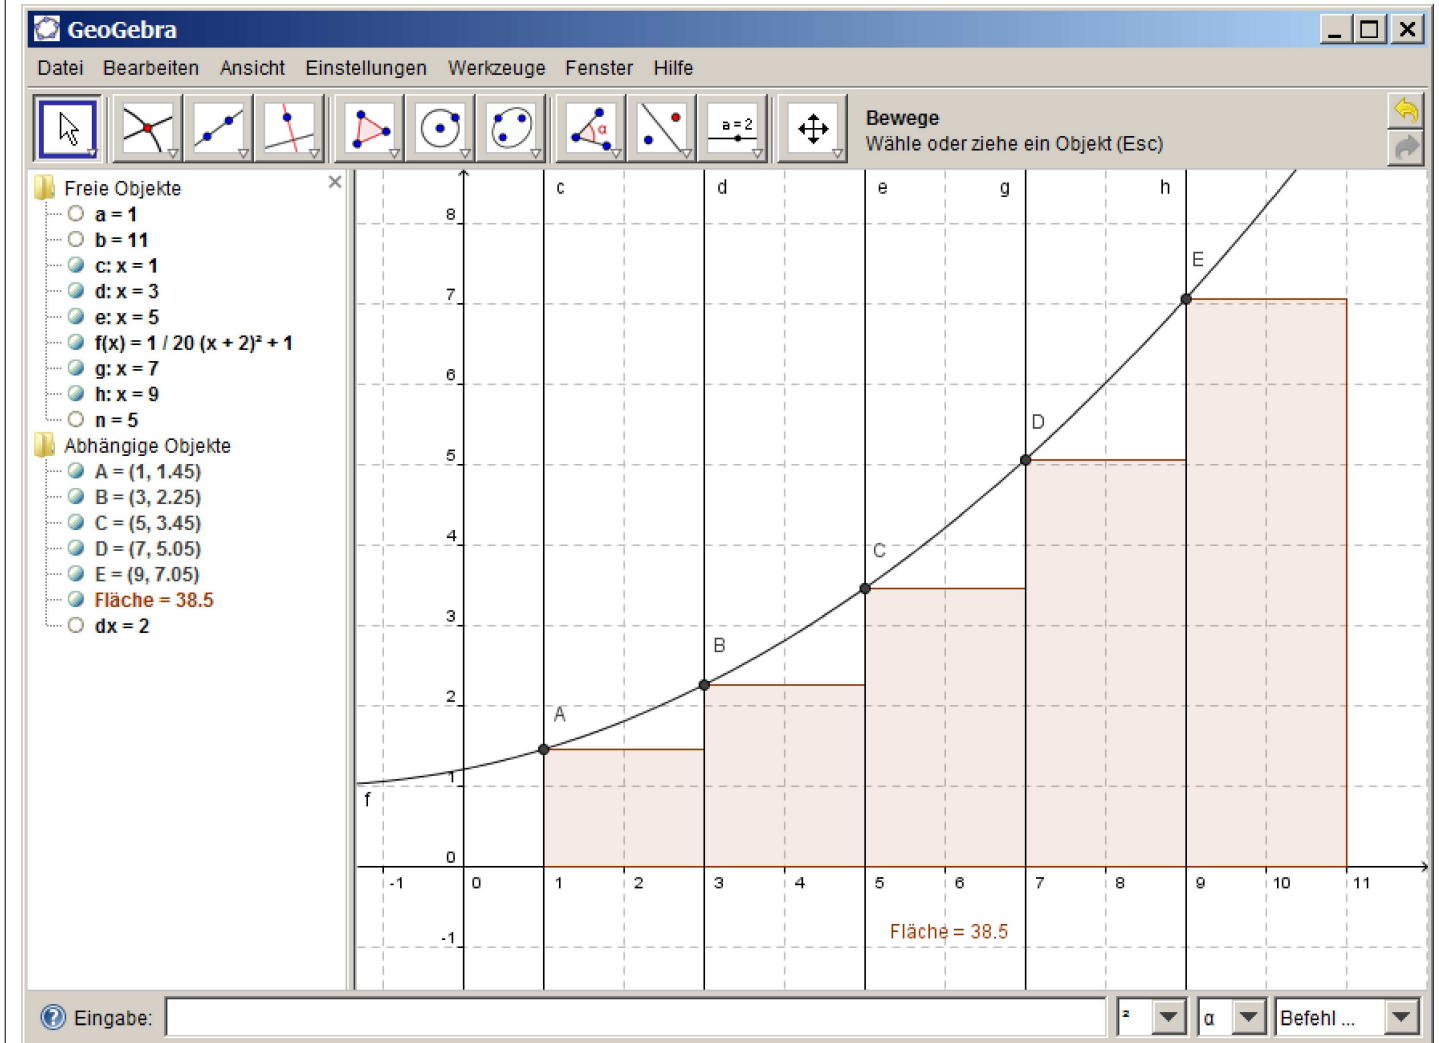 GeoGebra
Datei Bearbeiten Ansicht Einstellungen Werkzeuge Fenster Hilfe
α
a = 2
Bewege
Wähle oder ziehe ein Objekt (Esc)
Freie Objekte
a = 1
b = 11
c: x = 1
d: x = 3
e: x = 5
f(x) = 1 / 20 (x + 2)² + 1
g: x = 7
h: x = 9
n = 5
Abhängige Objekte
A = (1, 1.45)
B = (3, 2.25)
C = (5, 3.45)
D = (7, 5.05)
E = (9, 7.05)
Fläche = 38.5
dx = 2
c d e g h
8
E
7
6
D
5
C
4
3
B
2
A
1
f
0
-1 0 1 2 3 4 5 6 7 8 9 10 11
Fläche = 38.5
-1
Eingabe: ² α Befehl ...